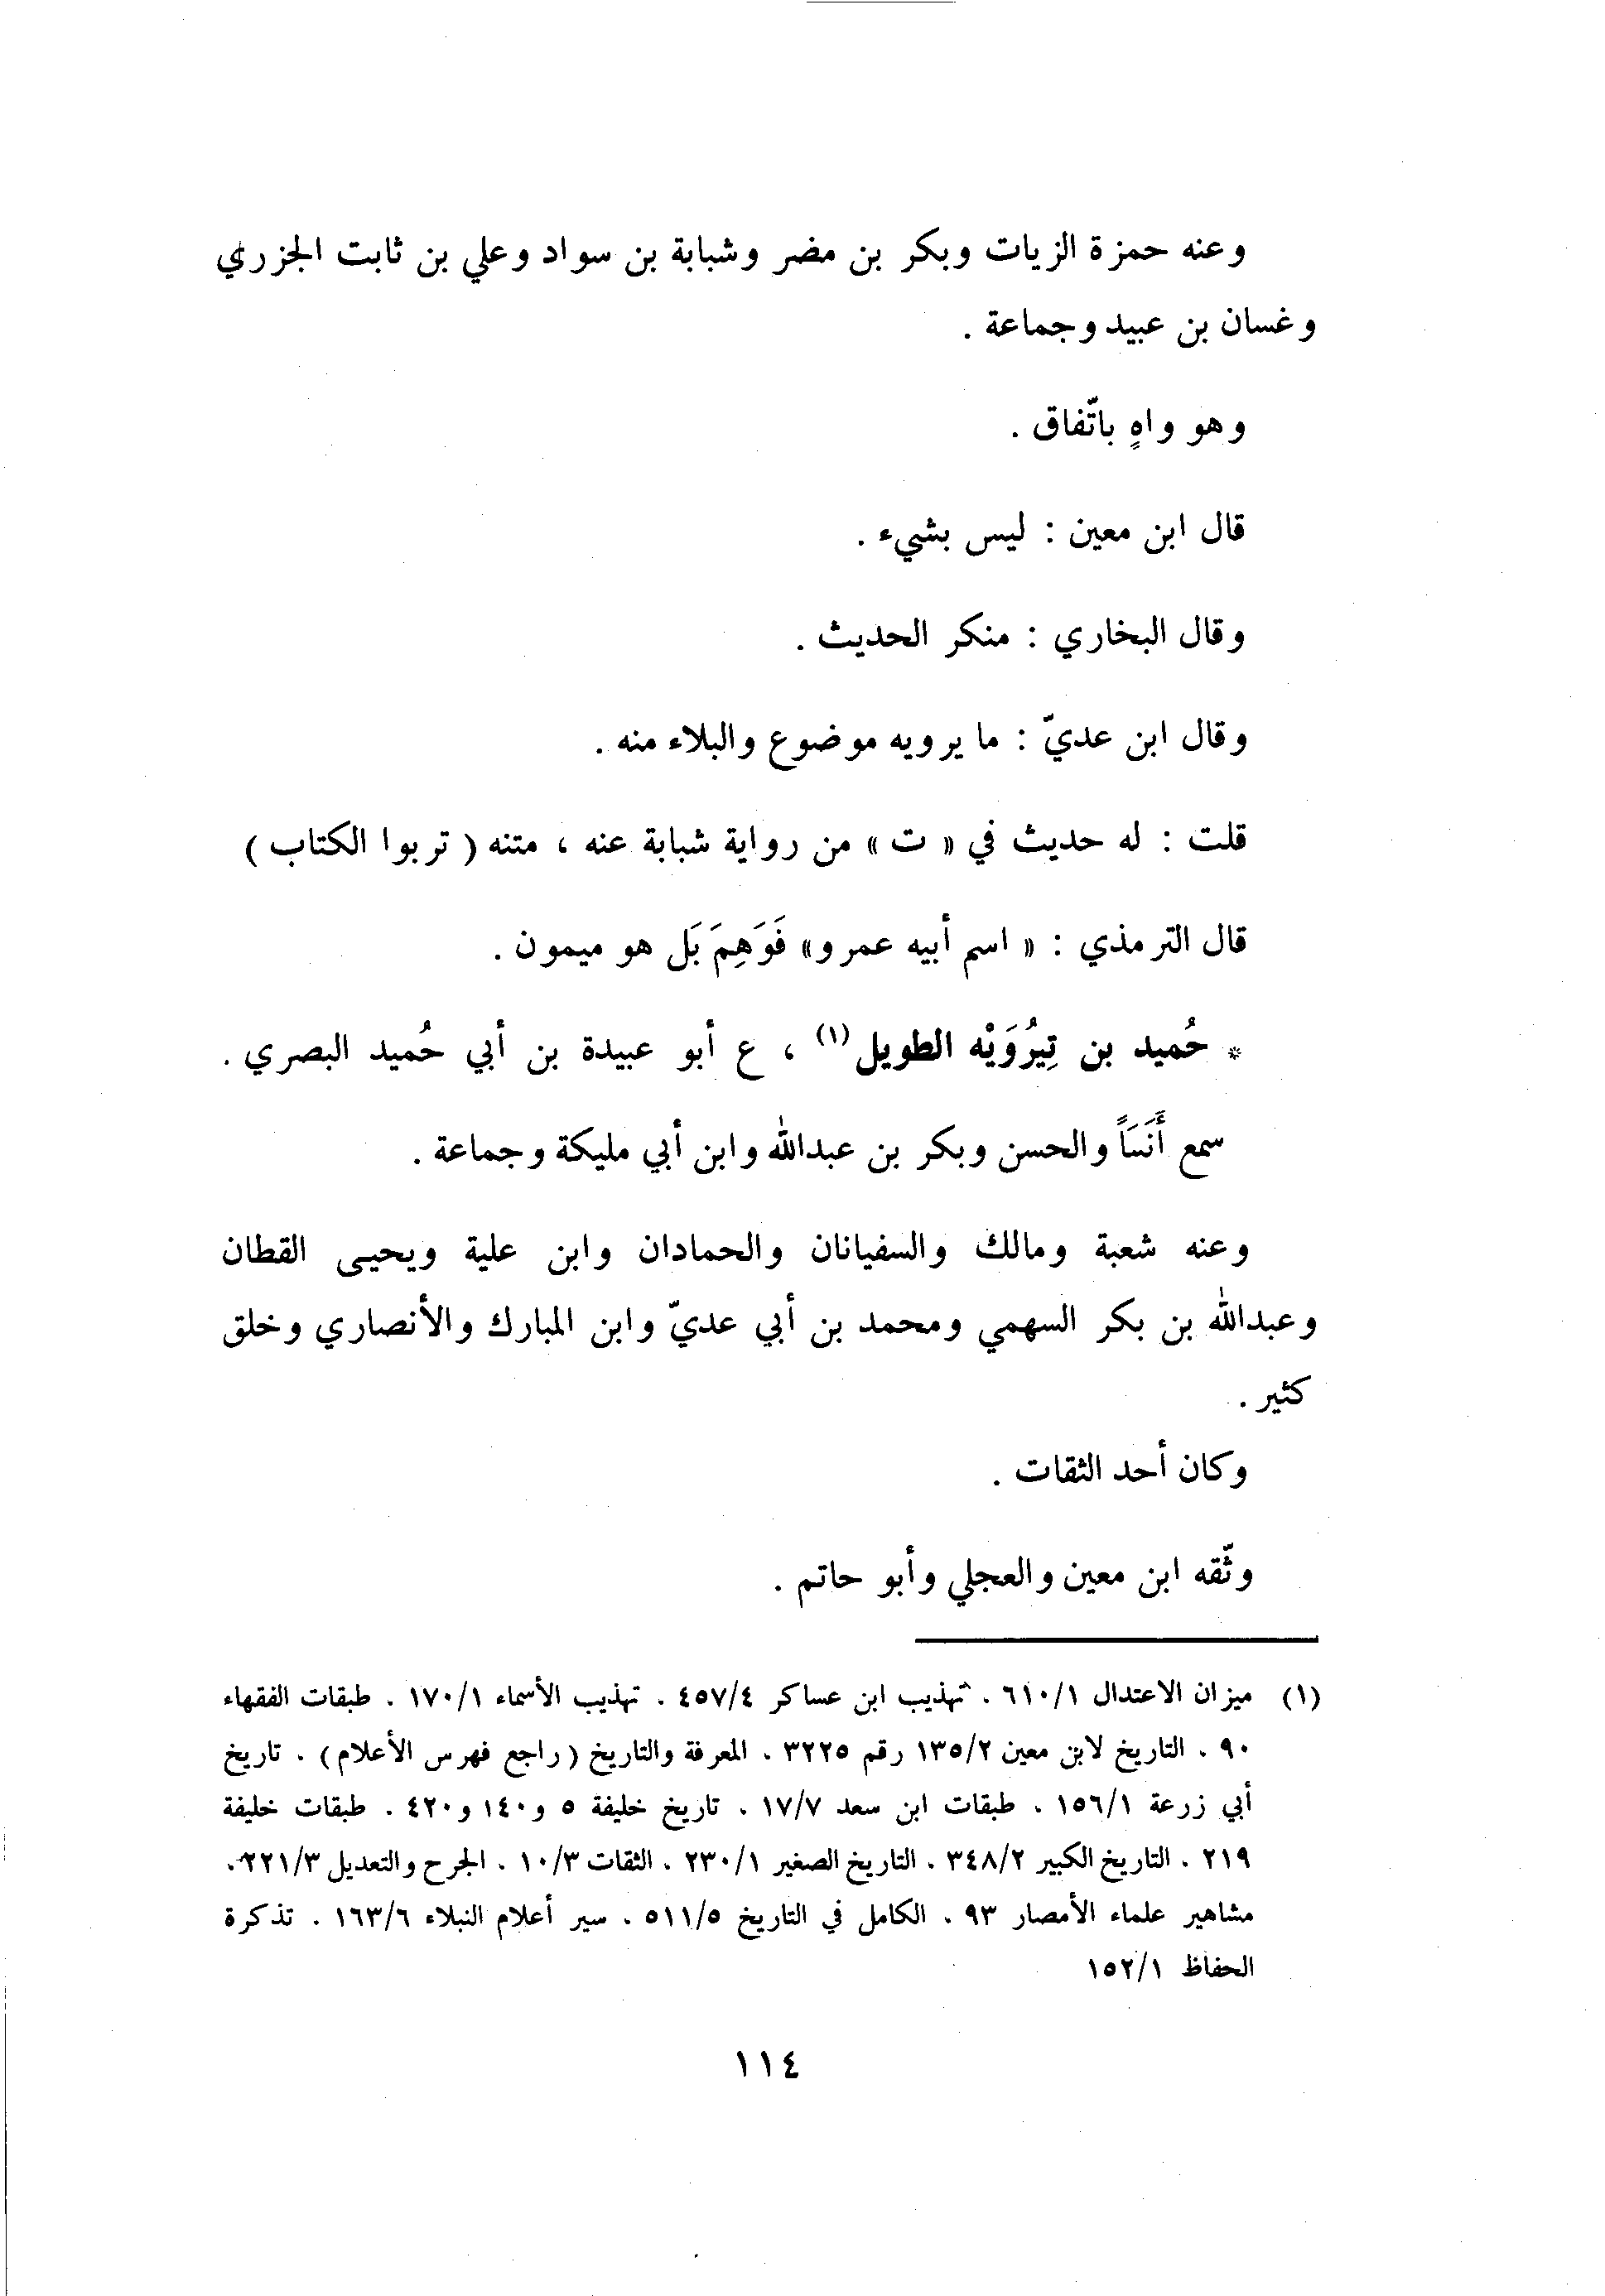 وعنه حمزة الزيات وبكر بن مضر وشبابة بن سواد وعلي بن ثابت الجزري
وغسان بن عبيد وجماعة .
وهو واهٍ باتّفاق .
قال ابن معين : ليس بشيء .
وقال البخاري : منكر الحديث .
وقال ابن عديّ : ما يرويه موضوع والبلاء منه .
قلت : له حديث في « ت » من رواية شبابة عنه ، متنه ( تربوا الكتاب )
قال الترمذي : « اسم أبيه عمرو» فَوَهِمَ بَل هو ميمون .
* حُميد بن تِيرُوَيْه الطويل (١) ، ع أبو عبيدة بن أبي حُميد البصري .
سمع أَنَسَاً والحسن وبكر بن عبدالله وابن أبي مليكة وجماعة .
وعنه شعبة ومالك والسفيانان والحمادان وابن علية ويحيى القطان
وعبدالله بن بكر السهمي ومحمد بن أبي عديّ وابن المبارك والأنصاري وخلق
كثير .
وكان أحد الثقات .
وثّقه ابن معين والعجلي وأبو حاتم .
(١) ميزان الاعتدال ٦١٠/١ . تهذيب ابن عساكر ٤٥٧/٤ . تهذيب الأسماء ١٧٠/١ . طبقات الفقهاء
٩٠ . التاريخ لابن معين ١٣٥/٢ رقم ٣٢٢٥ . المعرفة والتاريخ (راجع فهرس الأعلام) . تاريخ
أبي زرعة ١٥٦/١ . طبقات ابن سعد ١٧/٧ . تاريخ خليفة ٥ و١٤٠ و٤٢٠ . طبقات خليفة
٢١٩ . التاريخ الكبير ٣٤٨/٢ . التاريخ الصغير ٢٣٠/١ . الثقات ١٠/٣ . الجرح والتعديل ٢٢١/٣.
مشاهير علماء الأمصار ٩٣ . الكامل في التاريخ ٥١١/٥ . سير أعلام النبلاء ١٦٣/٦ . تذكرة
الحفاظ ١٥٢/١
١١٤